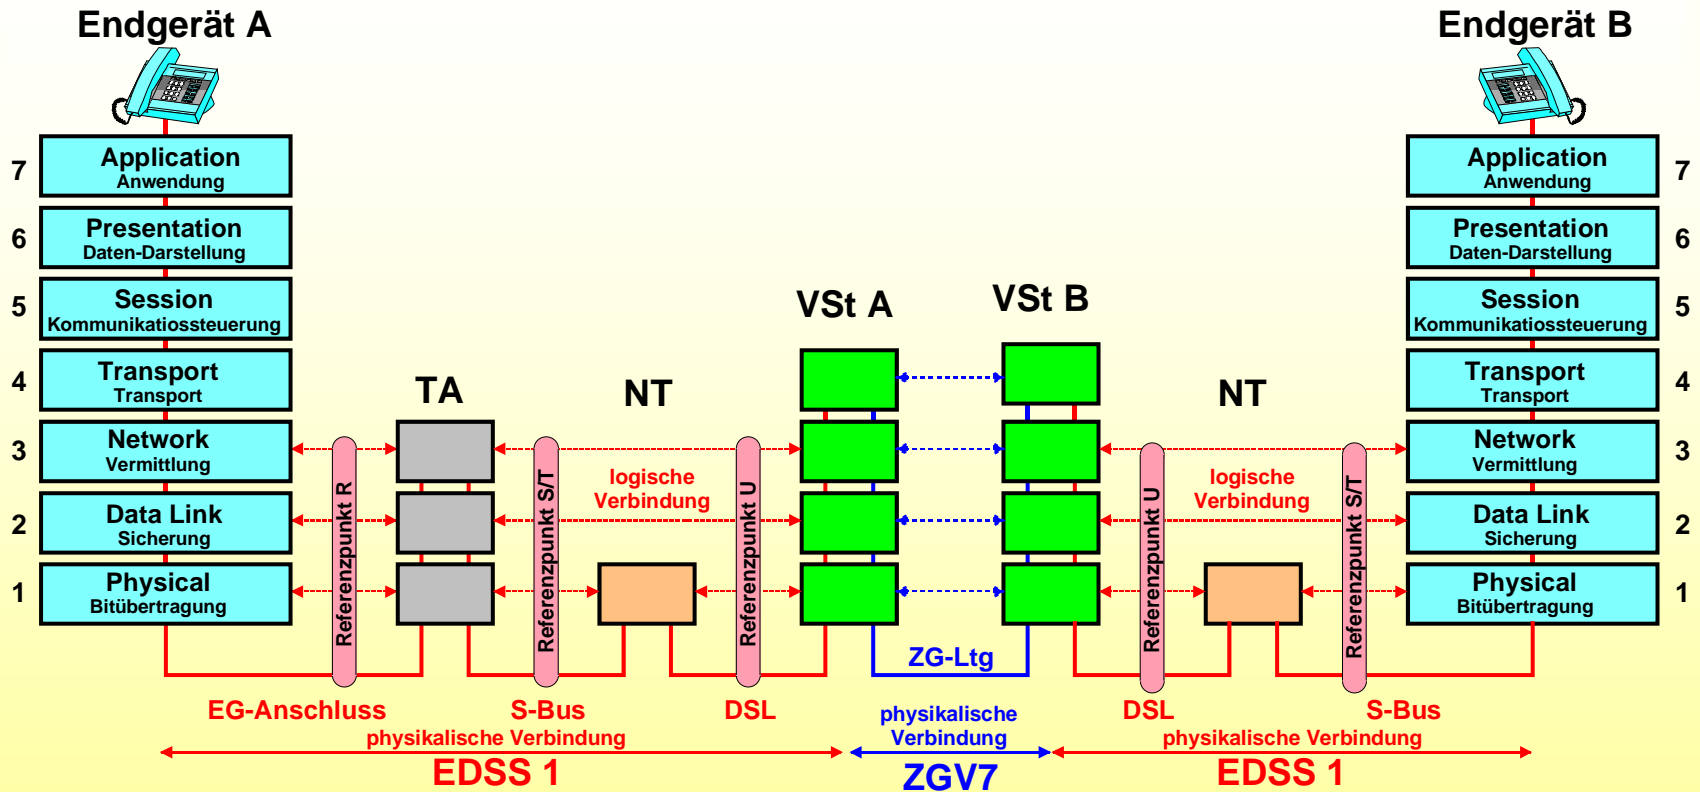 Endgerät A
Endgerät B
7
Application
Anwendung
Application
Anwendung
7
6
Presentation
Daten-Darstellung
Presentation
Daten-Darstellung
6
5
Session
Kommunikatiossteuerung
VSt A
VSt B
Session
Kommunikatiossteuerung
5
4
Transport
Transport
TA
NT
NT
Transport
Transport
4
3
Network
Vermittlung
Network
Vermittlung
3
logische
Verbindung
logische
Verbindung
2
Data Link
Sicherung
Data Link
Sicherung
2
Referenzpunkt R
Referenzpunkt S/T
Referenzpunkt U
Referenzpunkt U
Referenzpunkt S/T
1
Physical
Bitübertragung
Physical
Bitübertragung
1
ZG-Ltg
EG-Anschluss
S-Bus
DSL
physikalische
Verbindung
DSL
S-Bus
physikalische Verbindung
physikalische Verbindung
EDSS 1
ZGV7
EDSS 1